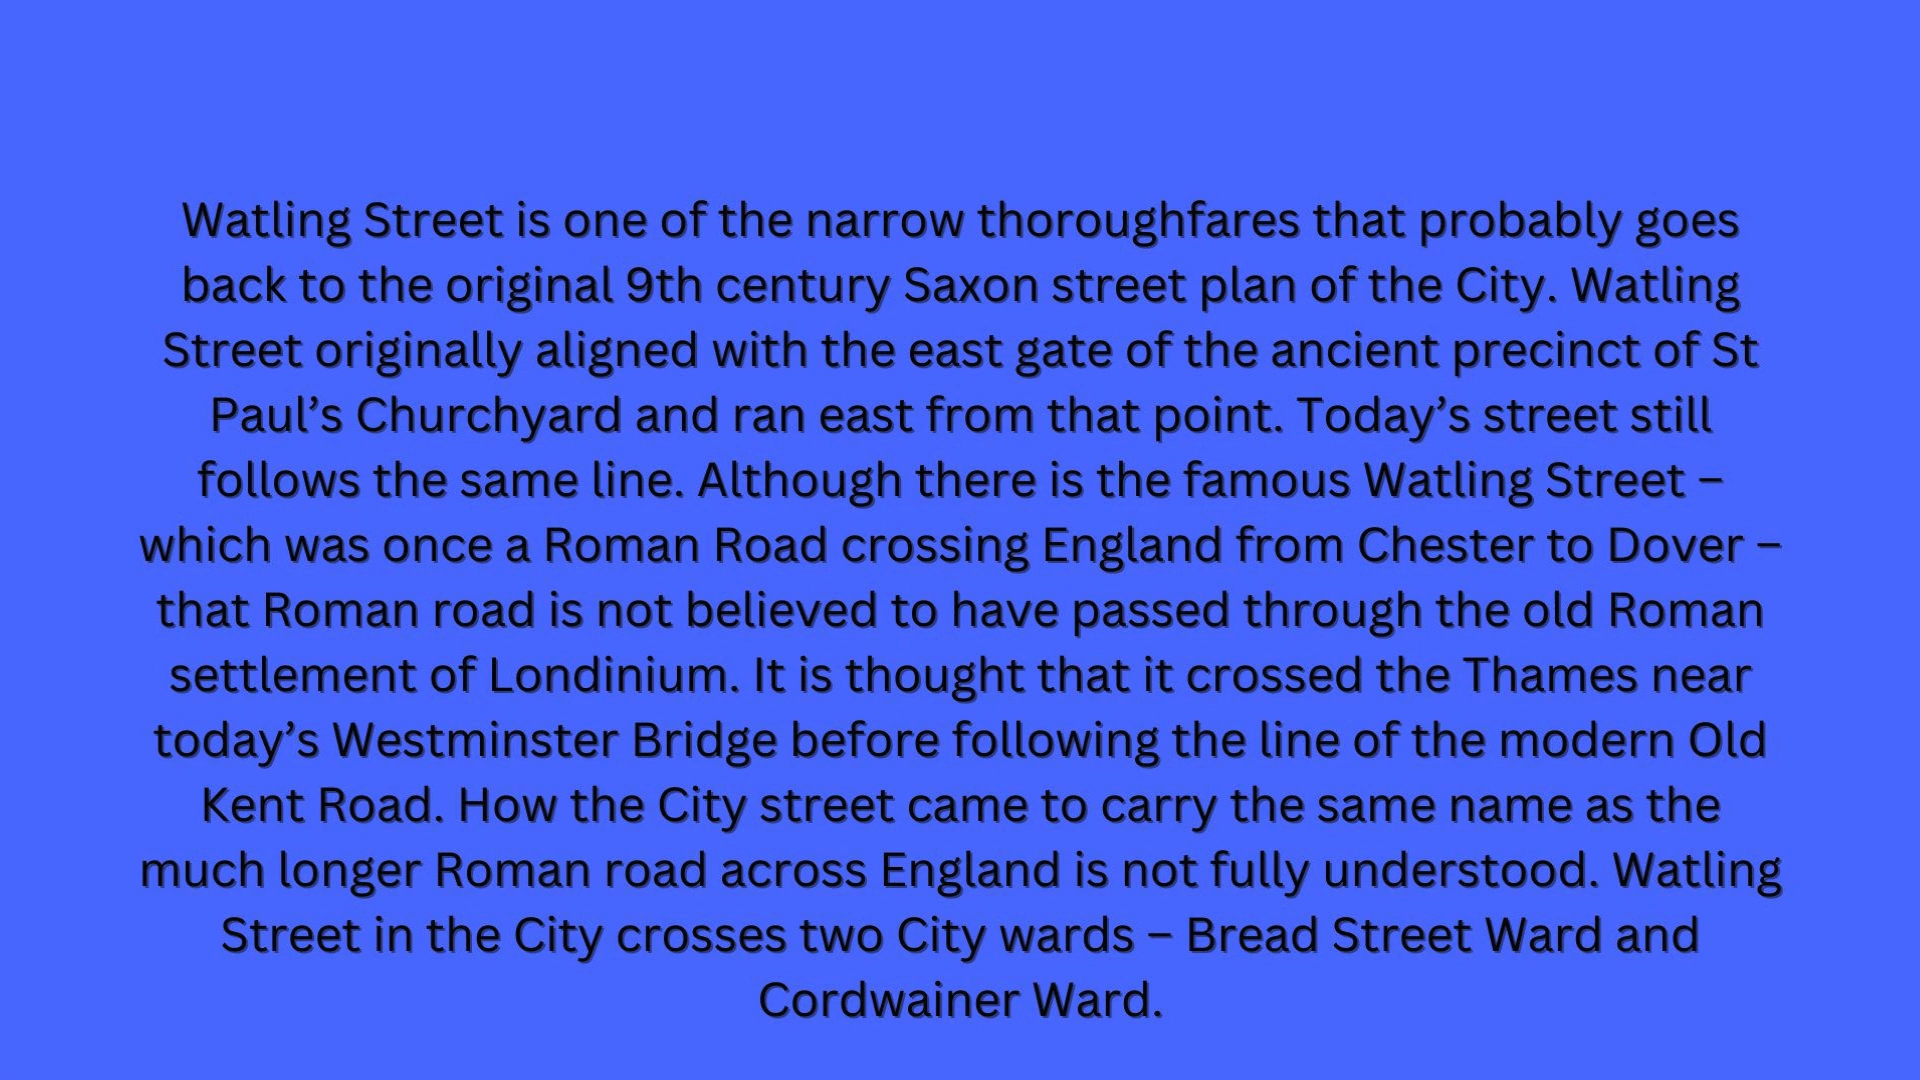 Watling Street is one of the narrow thoroughfares that probably goes
back to the original 9th century Saxon street plan of the City. Watling
Street originally aligned with the east gate of the ancient precinct of St
Paul’s Churchyard and ran east from that point. Today’s street still
follows the same line. Although there is the famous Watling Street –
which was once a Roman Road crossing England from Chester to Dover –
that Roman road is not believed to have passed through the old Roman
settlement of Londinium. It is thought that it crossed the Thames near
today’s Westminster Bridge before following the line of the modern Old
Kent Road. How the City street came to carry the same name as the
much longer Roman road across England is not fully understood. Watling
Street in the City crosses two City wards – Bread Street Ward and
Cordwainer Ward.